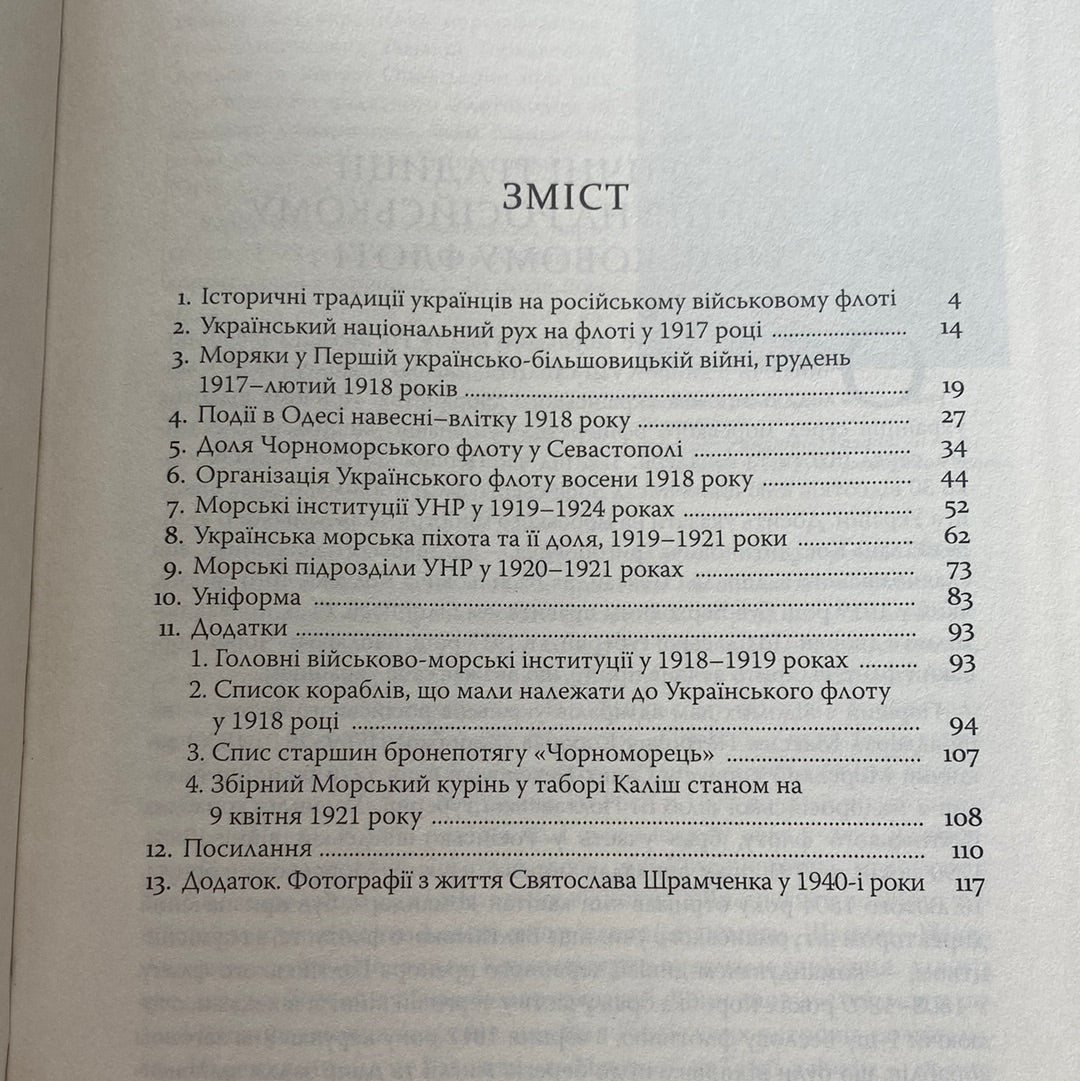 ЗМІСТ
1. Історичні традиції українців на російському військовому флоті 4
2. Український національний рух на флоті у 1917 році ........................ 14
3. Моряки у Першій українсько-більшовицькій війні, грудень
1917–лютий 1918 років ........................ 19
4. Події в Одесі навесні–влітку 1918 року ........................ 27
5. Доля Чорноморського флоту у Севастополі ........................ 34
6. Організація Українського флоту восени 1918 року ........................ 44
7. Морські інституції УНР у 1919–1924 роках ........................ 52
8. Українська морська піхота та її доля, 1919–1921 роки ........................ 62
9. Морські підрозділи УНР у 1920–1921 роках ........................ 73
10. Уніформа ........................ 83
11. Додатки ........................ 93
1. Головні військово-морські інституції у 1918–1919 роках .......... 93
2. Список кораблів, що мали належати до Українського флоту
у 1918 році ........................ 94
3. Спис старшин бронепотягу «Чорноморець» ........................ 107
4. Збірний Морський курінь у таборі Каліш станом на
9 квітня 1921 року ........................ 108
12. Посилання ........................ 110
13. Додаток. Фотографії з життя Святослава Шрамченка у 1940-і роки 117